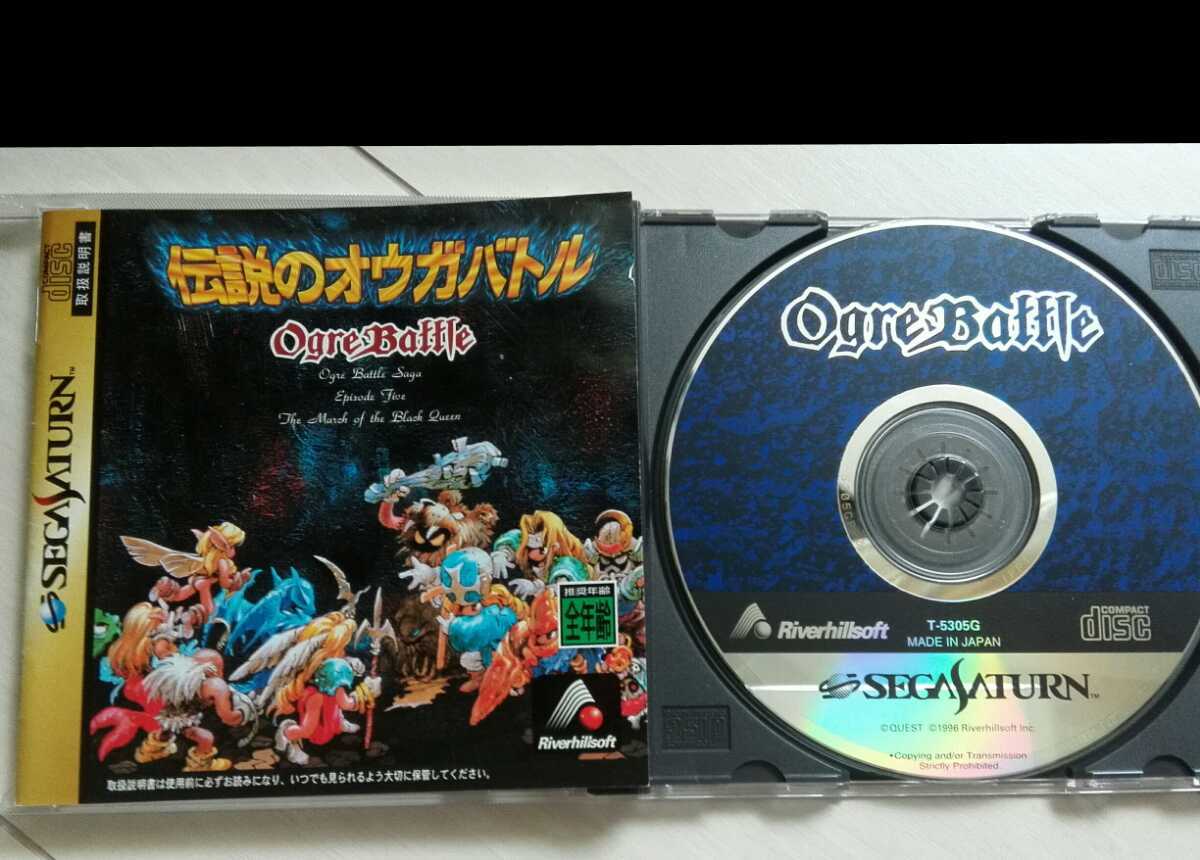 COMPACT
disc
取扱説明書
SEGA SATURN™
伝説のオウガバトル
Ogre Battle
Ogre Battle Saga
Episode Five
The March of the Black Queen
推奨年齢
全年齢
Riverhillsoft
取扱説明書は使用前に必ずお読みになり、いつでも見られるよう大切に保管してください。
Ogre Battle
Riverhillsoft
T-5305G
MADE IN JAPAN
COMPACT
disc
SEGA SATURN™
©QUEST ©1996 Riverhillsoft Inc.
•Copying and/or Transmission
Strictly Prohibited.